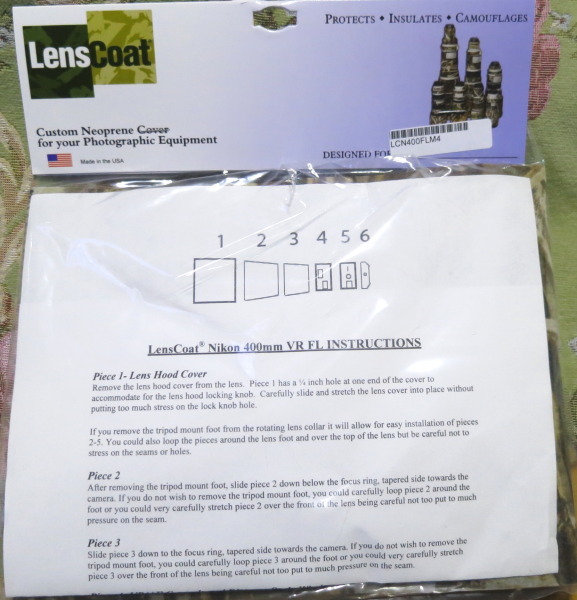 LensCoat®
PROTECTS • INSULATES • CAMOUFLAGES
Custom Neoprene Cover
for your Photographic Equipment
Made in the USA
LCN400FLM4
DESIGNED FOR
1 2 3 4 5 6
LensCoat® Nikon 400mm VR FL INSTRUCTIONS
Piece 1- Lens Hood Cover
Remove the lens hood cover from the lens. Piece 1 has a ¼ inch hole at one end of the cover to
accommodate for the lens hood locking knob. Carefully slide and stretch the lens cover into place without
putting too much stress on the lock knob hole.
If you remove the tripod mount foot from the rotating lens collar it will allow for easy installation of pieces
2-5. You could also loop the pieces around the lens foot and over the top of the lens but be careful not to
stress on the seams or holes.
Piece 2
After removing the tripod mount foot, slide piece 2 down below the focus ring, tapered side towards the
camera. If you do not wish to remove the tripod mount foot, you could carefully loop piece 2 around the
foot or you could very carefully stretch piece 2 over the front of the lens being careful not too put to much
pressure on the seam.
Piece 3
Slide piece 3 down to the focus ring, tapered side towards the camera. If you do not wish to remove the
tripod mount foot, you could carefully loop piece 3 around the foot or you could very carefully stretch
piece 3 over the front of the lens being careful not too put to much pressure on the seam.